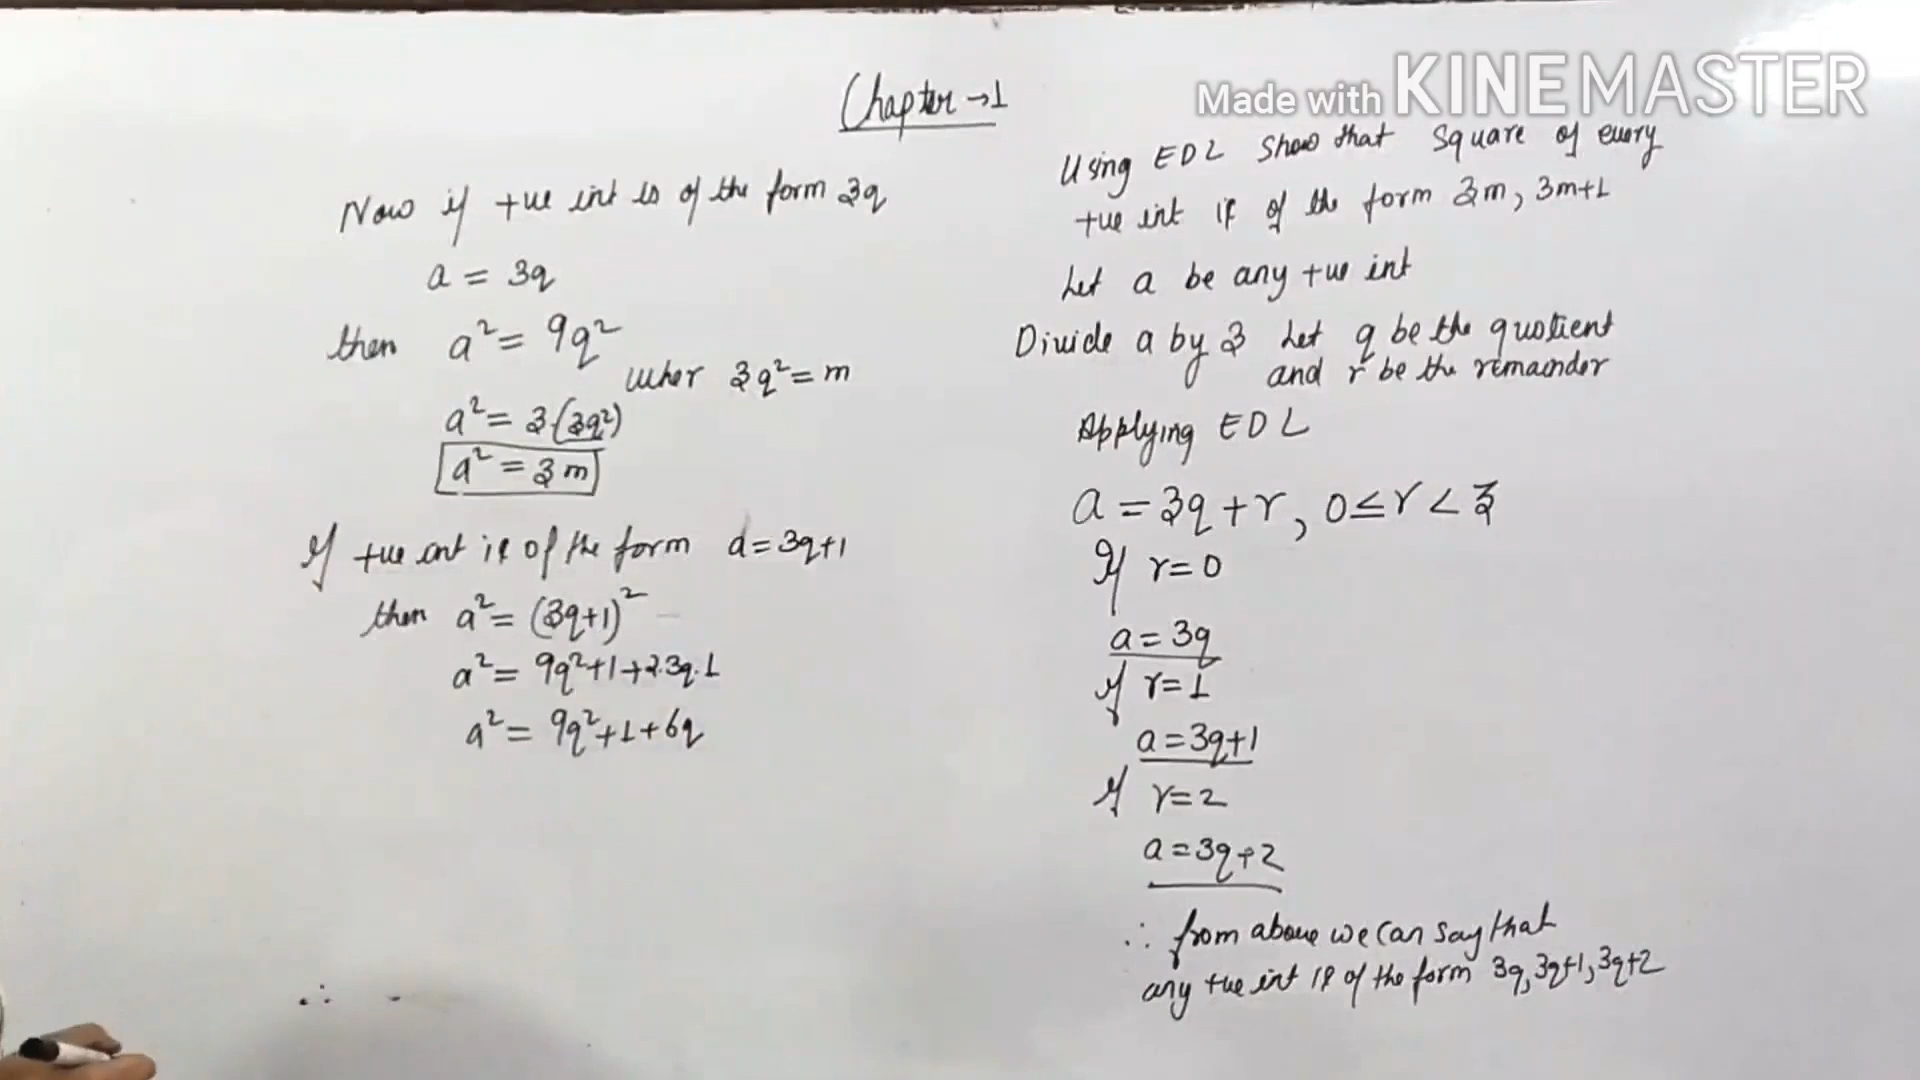 Chapter → 1
Made with KINEMASTER
Using EDL Show that Square of every
+ve int is of the form 3m, 3m+1
Let a be any +ve int
Divide a by 3 Let q be the quotient
and r be the remainder
Applying EDL
a = 3q + r, 0 ≤ r < 3
If r = 0
a = 3q
If r = 1
a = 3q+1
If r = 2
a = 3q+2
∴ from above we can say that
any +ve int is of the form 3q, 3q+1, 3q+2
Now if +ve int is of the form 3q
a = 3q
then a² = 9q²
wher 3q² = m
a² = 3(3q²)
a² = 3m
If +ve int is of the form a = 3q+1
then a² = (3q+1)²
a² = 9q²+1+2.3q.1
a² = 9q²+1+6q
∴ -